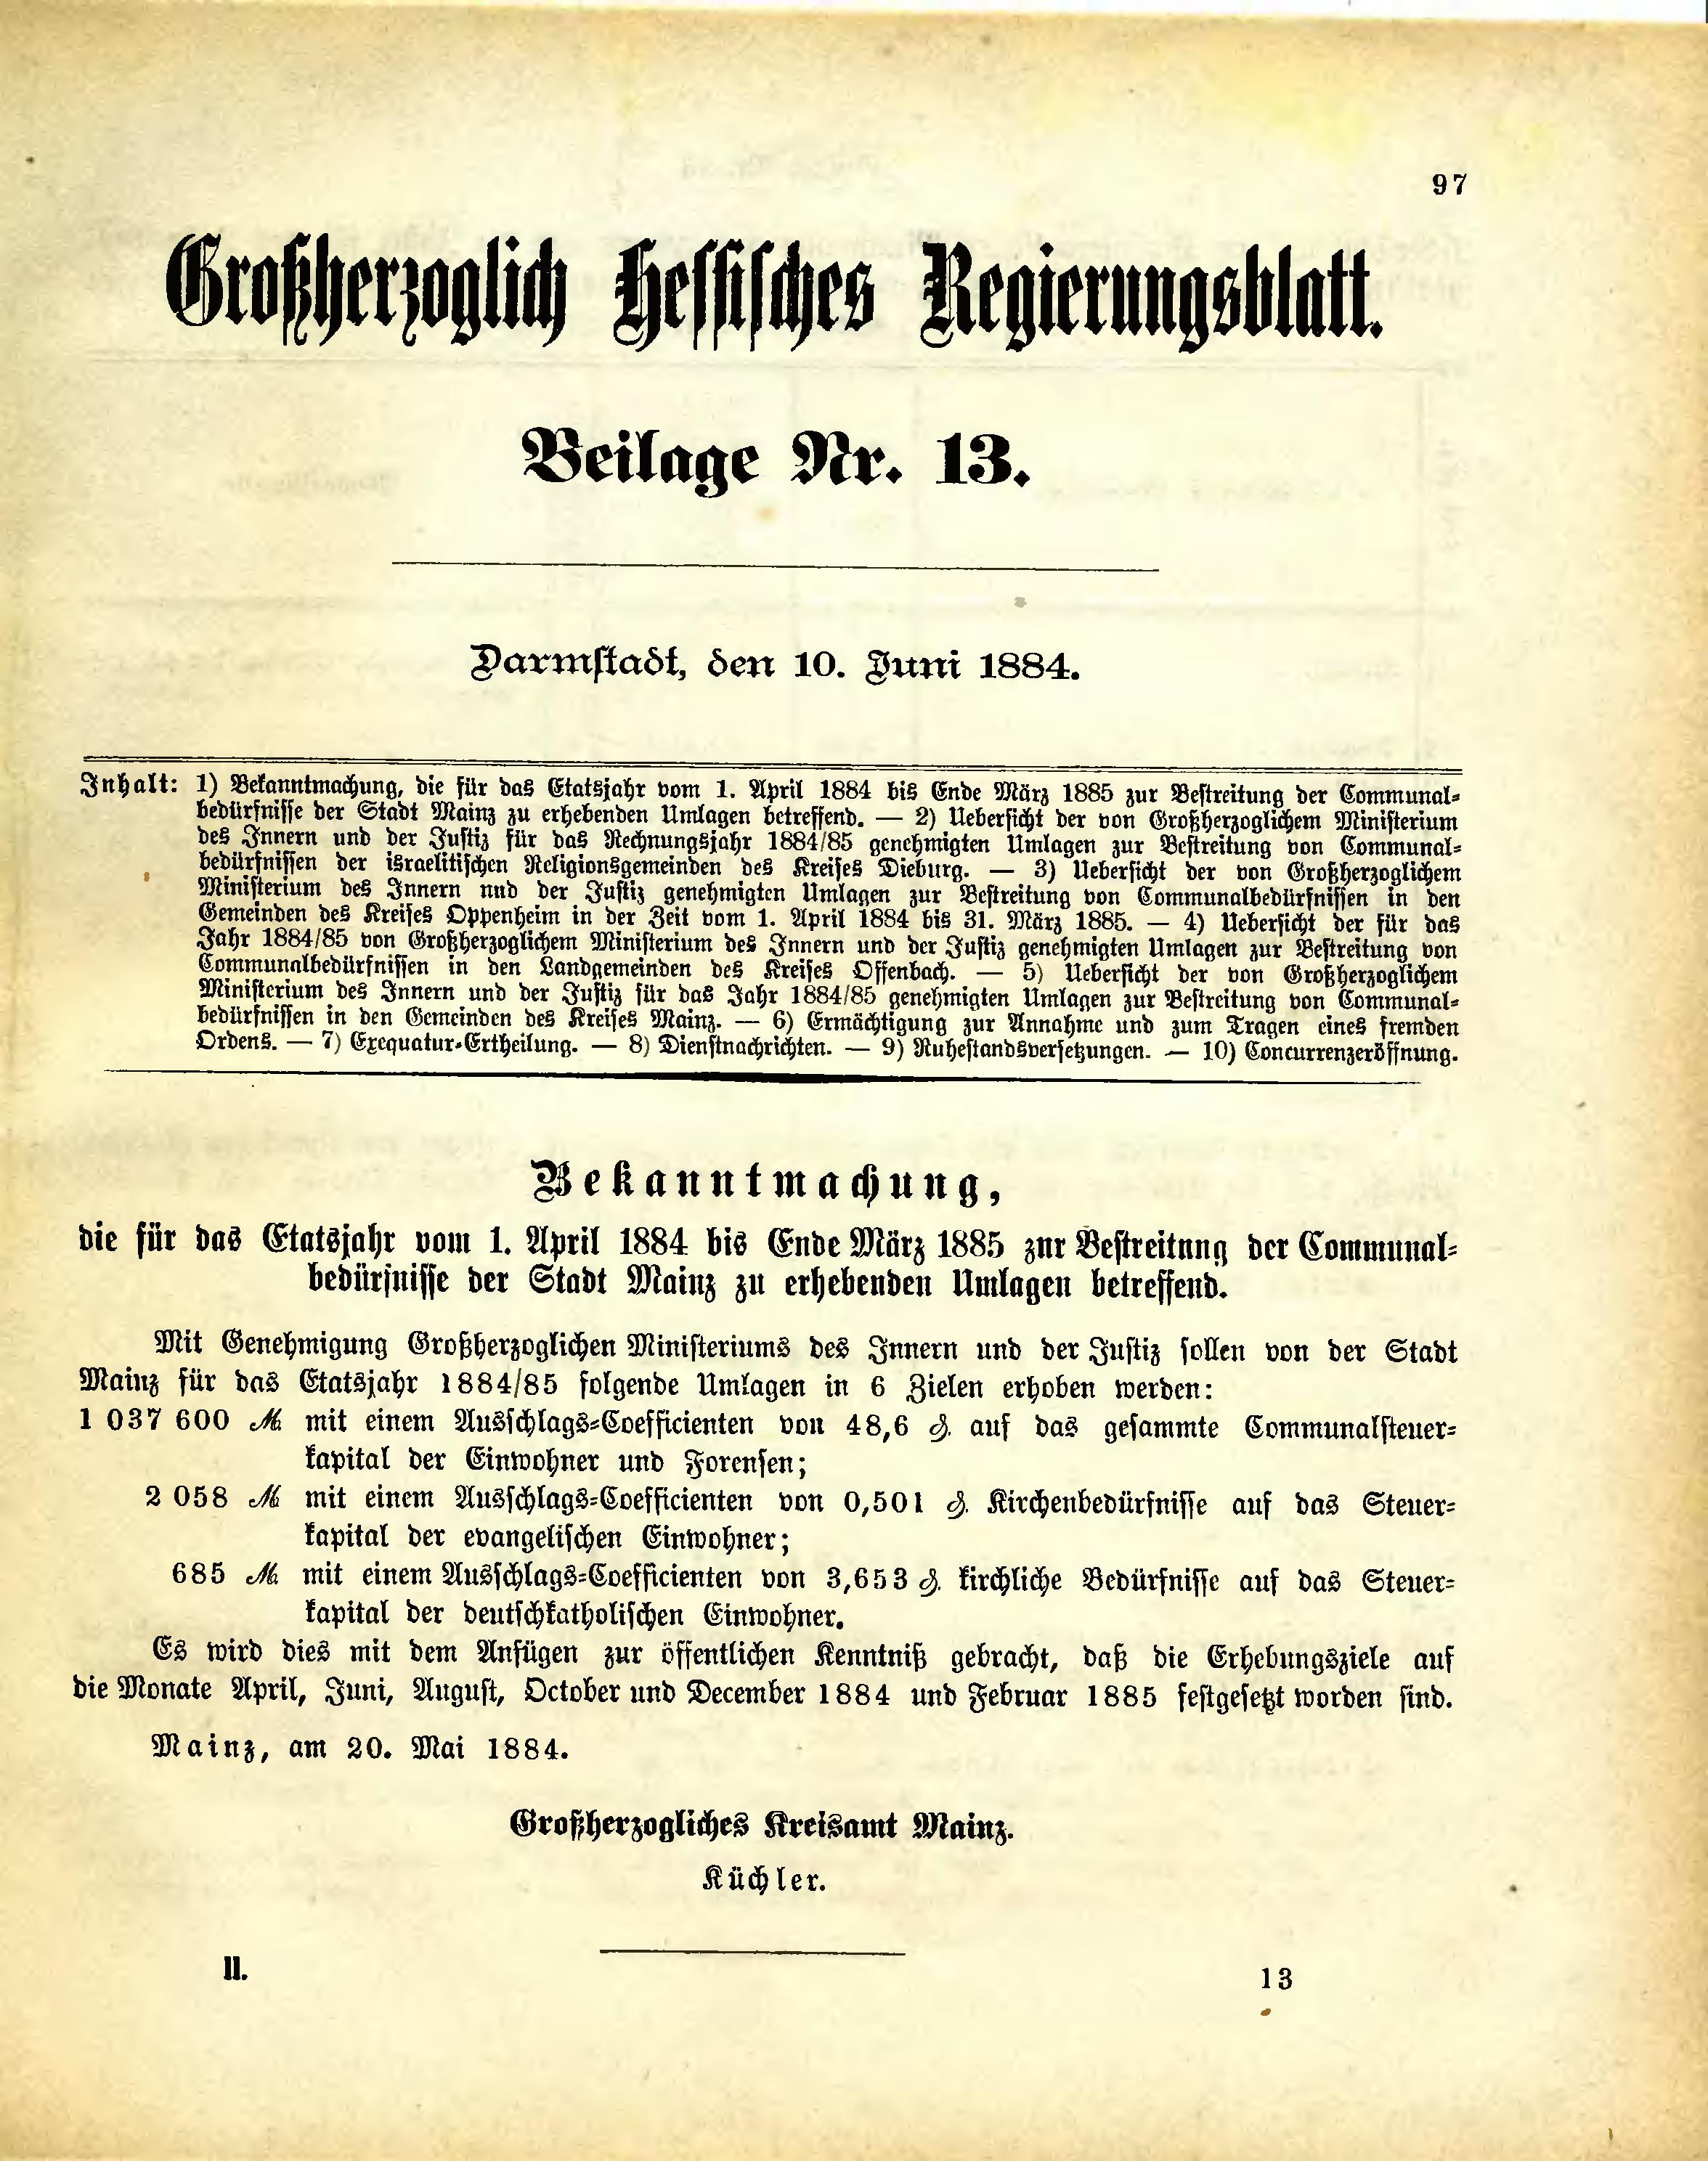 97
Großherzoglich Hessisches Regierungsblatt.
Beilage Nr. 13.
Darmstadt, den 10. Juni 1884.
Inhalt: 1) Bekanntmachung, die für das Etatsjahr vom 1. April 1884 bis Ende März 1885 zur Bestreitung der Communal-
bedürfnisse der Stadt Mainz zu erhebenden Umlagen betreffend. — 2) Uebersicht der von Großherzoglichem Ministerium
des Innern und der Justiz für das Rechnungsjahr 1884/85 genehmigten Umlagen zur Bestreitung von Communal-
bedürfnissen der israelitischen Religionsgemeinden des Kreises Dieburg. — 3) Uebersicht der von Großherzoglichem
Ministerium des Innern und der Justiz genehmigten Umlagen zur Bestreitung von Communalbedürfnissen in den
Gemeinden des Kreises Oppenheim in der Zeit vom 1. April 1884 bis 31. März 1885. — 4) Uebersicht der für das
Jahr 1884/85 von Großherzoglichem Ministerium des Innern und der Justiz genehmigten Umlagen zur Bestreitung von
Communalbedürfnissen in den Landgemeinden des Kreises Offenbach. — 5) Uebersicht der von Großherzoglichem
Ministerium des Innern und der Justiz für das Jahr 1884/85 genehmigten Umlagen zur Bestreitung von Communal-
bedürfnissen in den Gemeinden des Kreises Mainz. — 6) Ermächtigung zur Annahme und zum Tragen eines fremden
Ordens. — 7) Exequatur-Ertheilung. — 8) Dienstnachrichten. — 9) Ruhestandsversetzungen. — 10) Concurrenzeröffnung.
Bekanntmachung,
die für das Etatsjahr vom 1. April 1884 bis Ende März 1885 zur Bestreitung der Communal-
bedürfnisse der Stadt Mainz zu erhebenden Umlagen betreffend.
Mit Genehmigung Großherzoglichen Ministeriums des Innern und der Justiz sollen von der Stadt
Mainz für das Etatsjahr 1884/85 folgende Umlagen in 6 Zielen erhoben werden:
1 037 600 ℳ mit einem Ausschlags-Coefficienten von 48,6 ₰. auf das gesammte Communalsteuer-
kapital der Einwohner und Forensen;
2 058 ℳ mit einem Ausschlags-Coefficienten von 0,501 ₰. Kirchenbedürfnisse auf das Steuer-
kapital der evangelischen Einwohner;
685 ℳ mit einem Ausschlags-Coefficienten von 3,653 ₰. kirchliche Bedürfnisse auf das Steuer-
kapital der deutschkatholischen Einwohner.
Es wird dies mit dem Anfügen zur öffentlichen Kenntniß gebracht, daß die Erhebungsziele auf
die Monate April, Juni, August, October und December 1884 und Februar 1885 festgesetzt worden sind.
Mainz, am 20. Mai 1884.
Großherzogliches Kreisamt Mainz.
Küchler.
II.
13